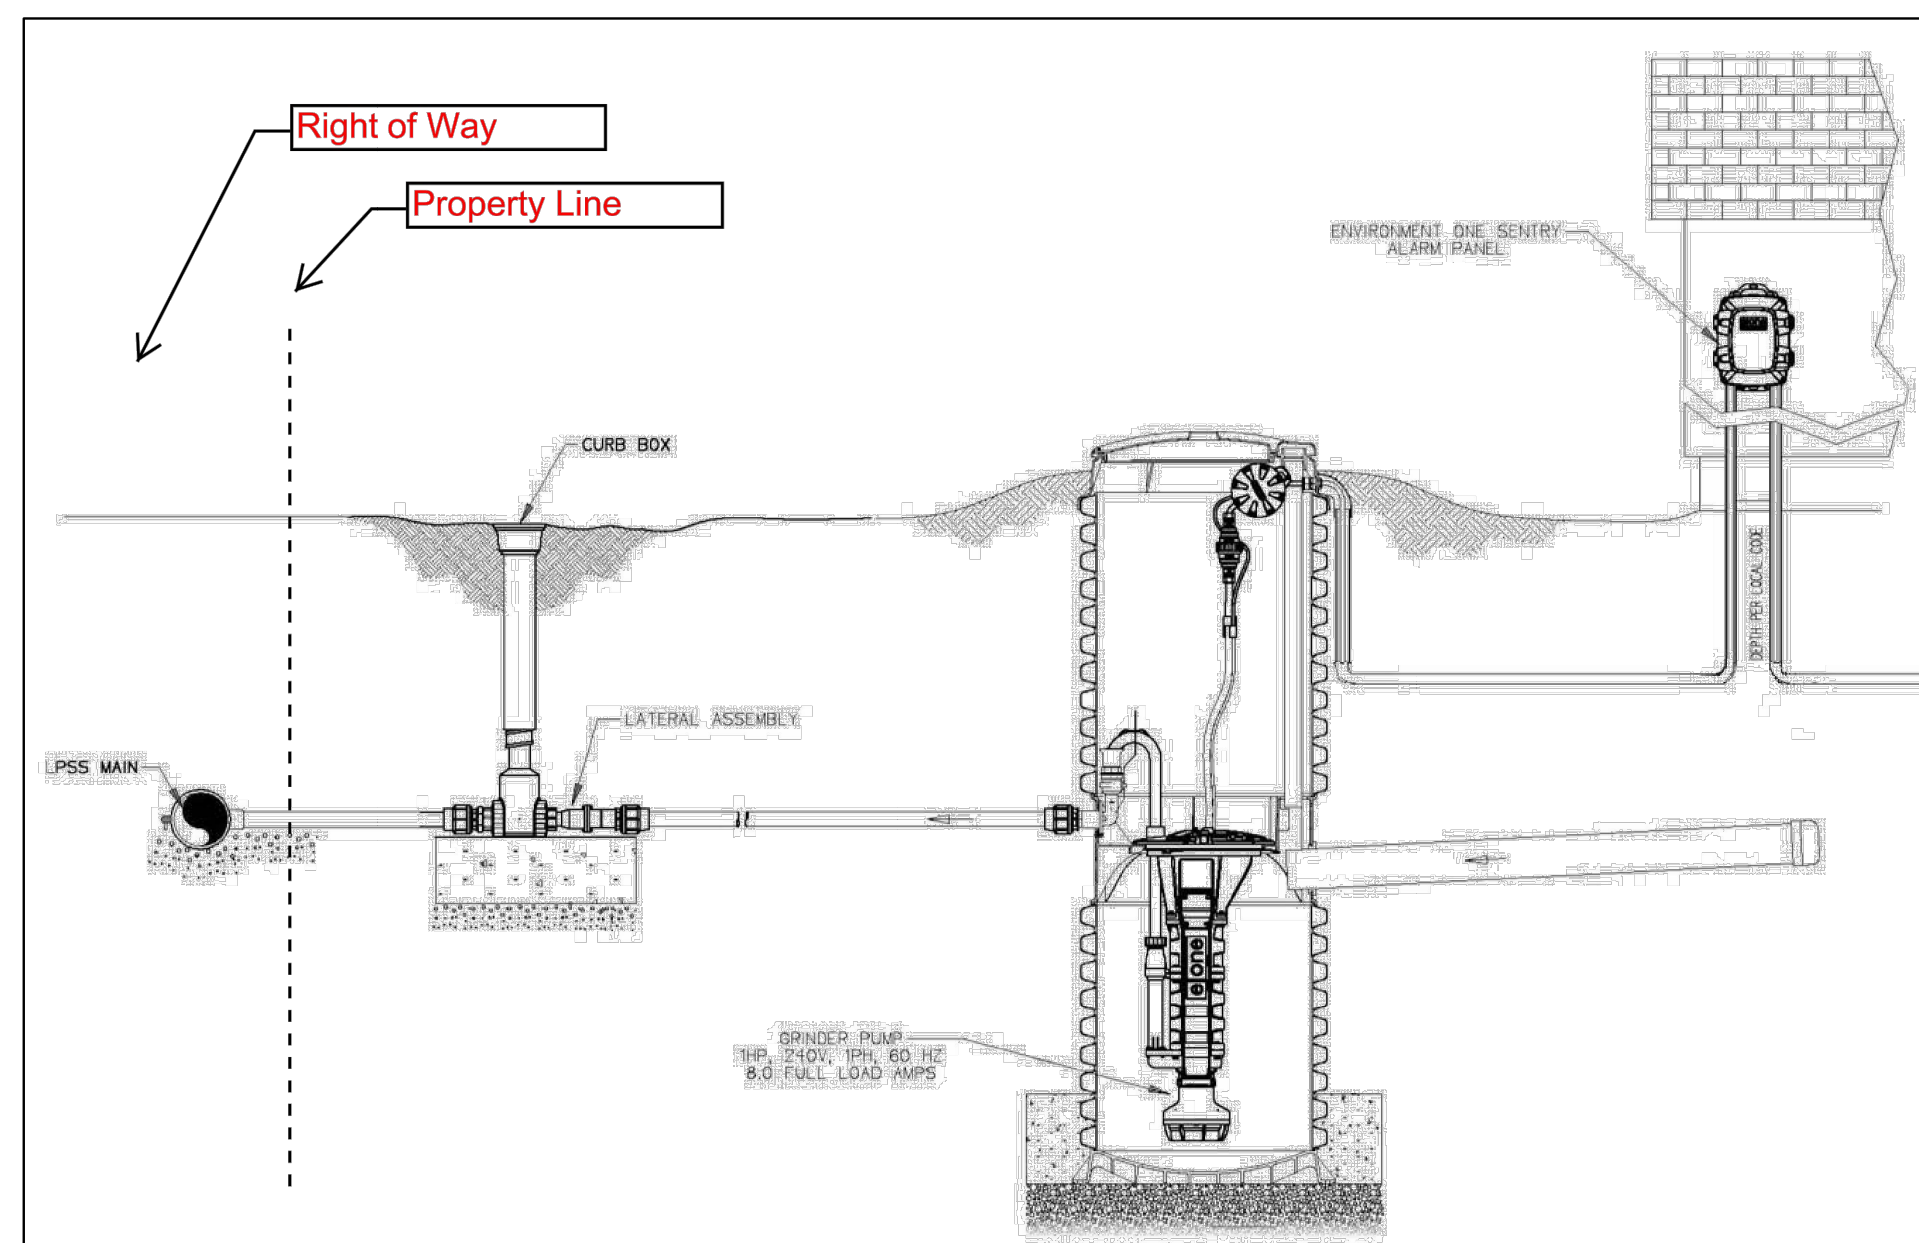 Right of Way
Property Line
ENVIRONMENT ONE SENTRY
ALARM PANEL
CURB BOX
DEPTH PER LOCAL CODE
LATERAL ASSEMBLY
LPSS MAIN
e one
GRINDER PUMP
1HP, 240V, 1PH, 60 HZ
8.0 FULL LOAD AMPS